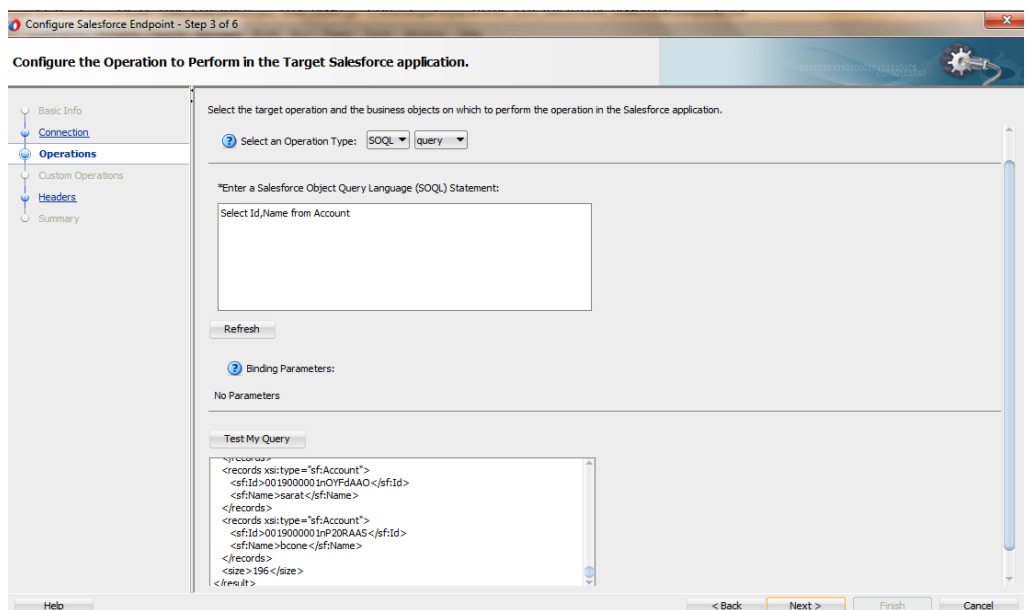 Configure Salesforce Endpoint - Step 3 of 6
Configure the Operation to Perform in the Target Salesforce application.
Basic Info
Connection
Operations
Custom Operations
Headers
Summary
Select the target operation and the business objects on which to perform the operation in the Salesforce application.
Select an Operation Type: SOQL query
*Enter a Salesforce Object Query Language (SOQL) Statement:
Select Id,Name from Account
Refresh
Binding Parameters:
No Parameters
Test My Query
</records>
<records xsi:type="sf:Account">
<sf:Id>0019000001nOYFdAAO</sf:Id>
<sf:Name>sarat</sf:Name>
</records>
<records xsi:type="sf:Account">
<sf:Id>0019000001nP20RAAS</sf:Id>
<sf:Name>bcone</sf:Name>
</records>
<size>196</size>
</result>
Help < Back Next > Finish Cancel